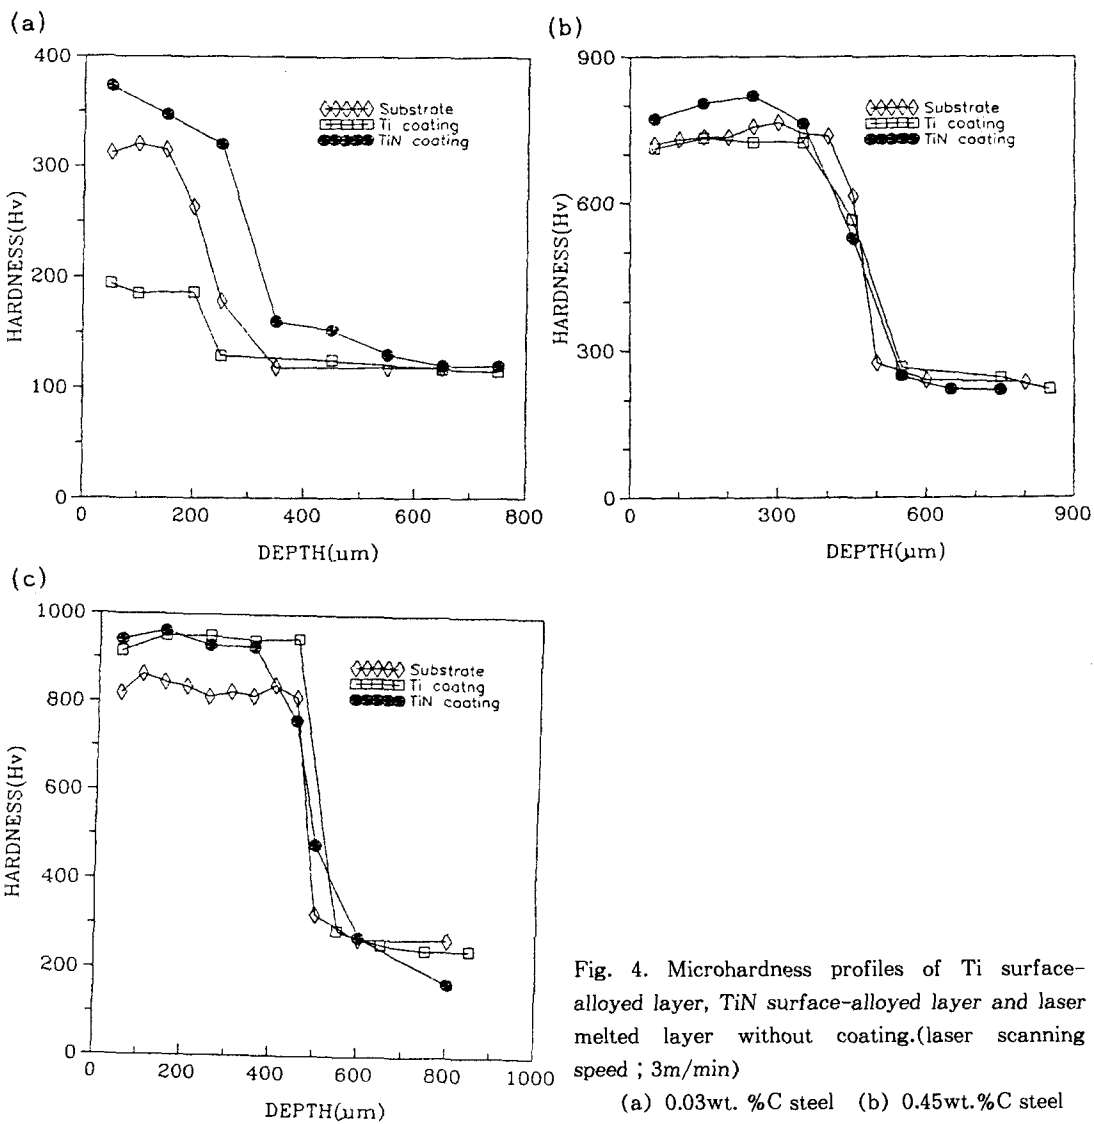 (a)
400
300
200
100
0
HARDNESS(Hv)
Substrate
Ti coating
TiN coating
0 200 400 600 800
DEPTH(μm)
(b)
900
600
300
0
HARDNESS(Hv)
Substrate
Ti coating
TiN coating
0 300 600 900
DEPTH(μm)
(c)
1000
800
600
400
200
0
HARDNESS(Hv)
Substrate
Ti coatng
TiN coating
0 200 400 600 800 1000
DEPTH(μm)
Fig. 4. Microhardness profiles of Ti surface-
alloyed layer, TiN surface-alloyed layer and laser
melted layer without coating.(laser scanning
speed ; 3m/min)
(a) 0.03wt. %C steel (b) 0.45wt.%C steel